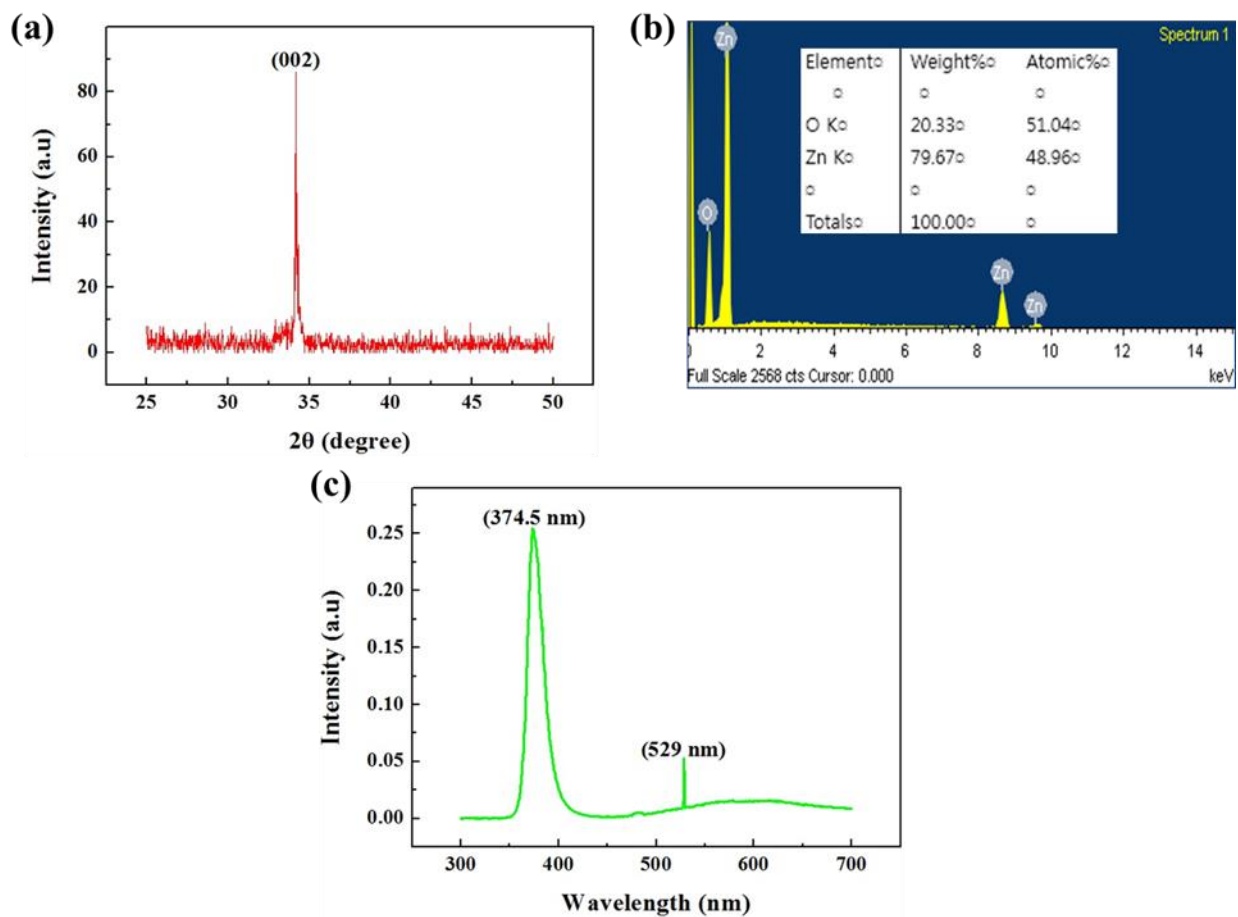 (a)
(002)
80
60
40
20
0
Intensity (a.u)
25 30 35 40 45 50
2θ (degree)
(b)
Spectrum 1
Zn
Element¤ Weight%¤ Atomic%¤
¤ ¤ ¤
O K¤ 20.33¤ 51.04¤
Zn K¤ 79.67¤ 48.96¤
¤ ¤ ¤
Totals¤ 100.00¤ ¤
O
Zn
Zn
0 2 4 6 8 10 12 14
Full Scale 2568 cts Cursor: 0.000 keV
(c)
(374.5 nm)
0.25
0.20
0.15
0.10
0.05
0.00
(529 nm)
Intensity (a.u)
300 400 500 600 700
Wavelength (nm)